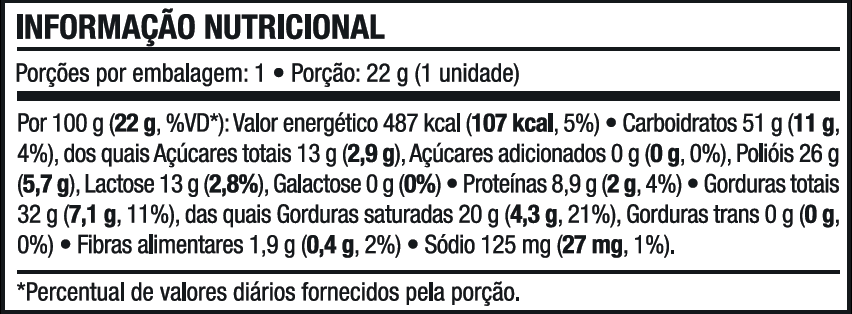 INFORMAÇÃO NUTRICIONAL
Porções por embalagem: 1 • Porção: 22 g (1 unidade)
Por 100 g (22 g, %VD*): Valor energético 487 kcal (107 kcal, 5%) • Carboidratos 51 g (11 g,
4%), dos quais Açúcares totais 13 g (2,9 g), Açúcares adicionados 0 g (0 g, 0%), Polióis 26 g
(5,7 g), Lactose 13 g (2,8%), Galactose 0 g (0%) • Proteínas 8,9 g (2 g, 4%) • Gorduras totais
32 g (7,1 g, 11%), das quais Gorduras saturadas 20 g (4,3 g, 21%), Gorduras trans 0 g (0 g,
0%) • Fibras alimentares 1,9 g (0,4 g, 2%) • Sódio 125 mg (27 mg, 1%).
*Percentual de valores diários fornecidos pela porção.